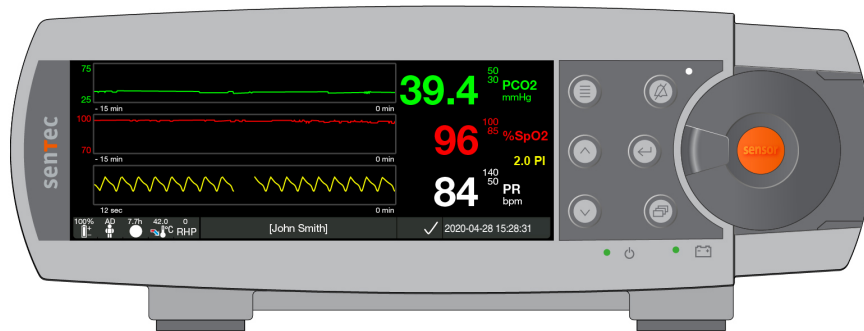 sentec
75
25
- 15 min 0 min
39.4 50 30 PCO2 mmHg
100
70
- 15 min 0 min
96 100 85 %SpO2
2.0 PI
12 sec 0 min
84 140 50 PR bpm
100% AD 7.7h 42.0 °C 0 RHP
[John Smith] 2020-04-28 15:28:31
sensor